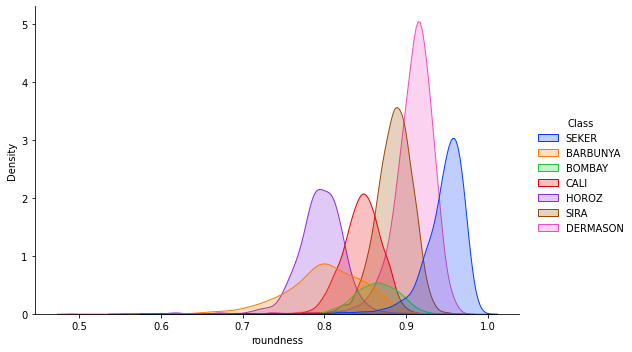 5
4
3
2
1
0
Density
0.5 0.6 0.7 0.8 0.9 1.0
roundness
Class
SEKER
BARBUNYA
BOMBAY
CALI
HOROZ
SIRA
DERMASON